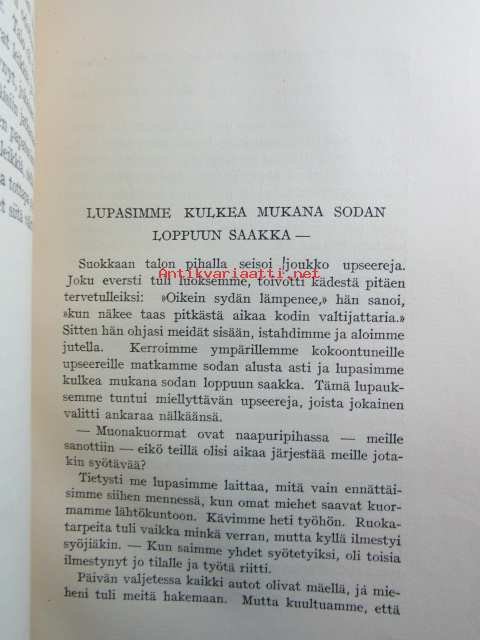 LUPASIMME KULKEA MUKANA SODAN
LOPPUUN SAAKKA —
Suokkaan talon pihalla seisoi joukko upseereja.
Joku eversti tuli luoksemme, toivotti kädestä pitäen
Antikvariaatti.net
tervetulleiksi: »Oikein sydän lämpenee,» hän sanoi,
»kun näkee taas pitkästä aikaa kodin valtijattaria.»
Sitten hän ohjasi meidät sisään, istahdimme ja aloimme
jutella. Kerroimme ympärillemme kokoontuneille
upseereille matkamme sodan alusta asti ja lupasimme
kulkea mukana sodan loppuun saakka. Tämä lupauk-
semme tuntui miellyttävän upseereja, joista jokainen
valitti ankaraa nälkäänsä.
— Muonakuormat ovat naapuripihassa — meille
sanottiin — eikö teillä olisi aikaa järjestää meille jota-
kin syötävää?
Tietysti me lupasimme laittaa, mitä vain ennättäi-
simme siihen mennessä, kun omat miehet saavat kuor-
mamme lähtökuntoon. Kävimme heti työhön. Ruoka-
tarpeita tuli vaikka minkä verran, mutta kyllä ilmestyi
syöjiäkin. — Kun saimme yhdet syötetyiksi, oli toisia
ilmestynyt jo tilalle ja työtä riitti.
Päivän valjetessa kaikki autot olivat mäellä, ja mie-
heni tuli meitä hakemaan. Mutta kuultuamme, että